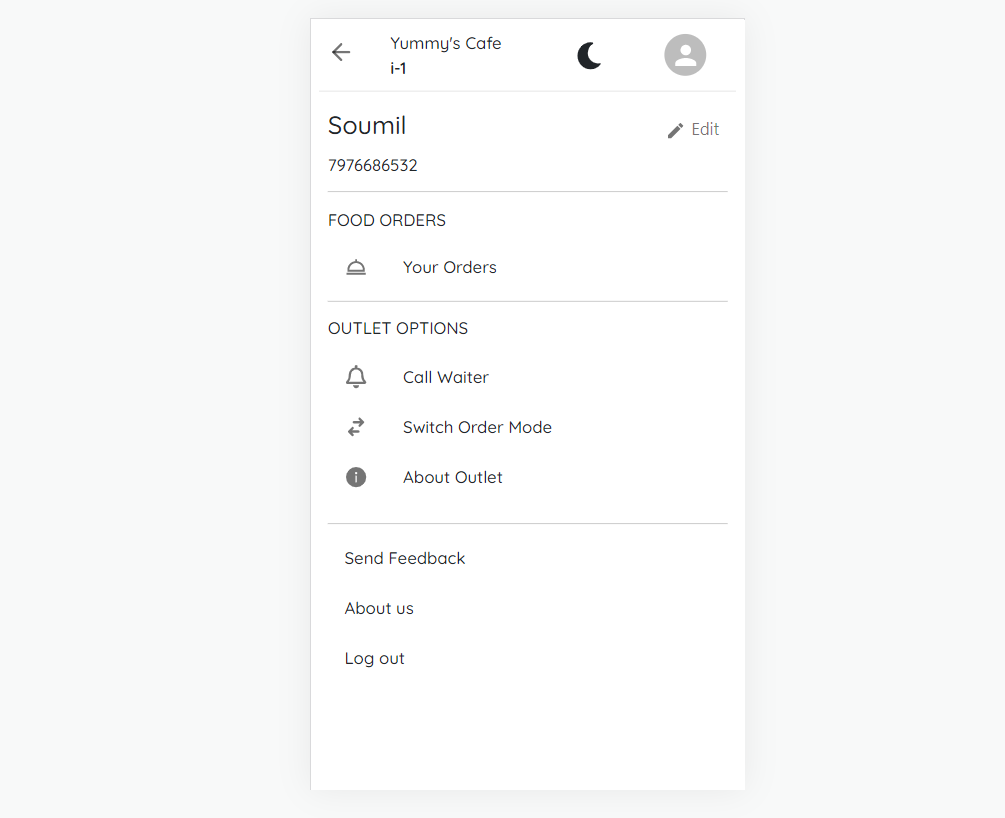 Yummy's Cafe
i-1
Soumil
Edit
7976686532
FOOD ORDERS
Your Orders
OUTLET OPTIONS
Call Waiter
Switch Order Mode
About Outlet
Send Feedback
About us
Log out